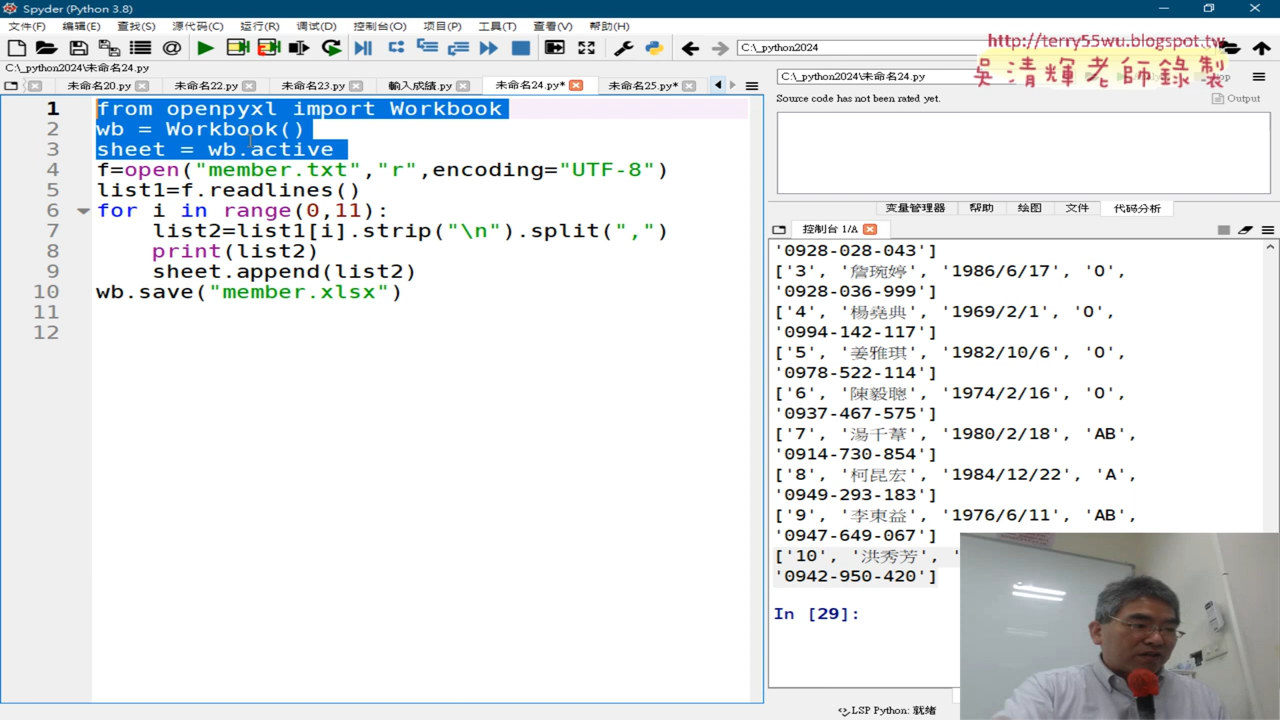 Spyder (Python 3.8)
文件(F) 编辑(E) 查找(S) 源代码(C) 运行(R) 调试(D) 控制台(O) 项目(P) 工具(T) 查看(V) 帮助(H)
C:\_python2024
http://terry55wu.blogspot.tw
吳清輝老師錄製
C:\_python2024\未命名24.py
未命名20.py 未命名22.py 未命名23.py 輸入成績.py 未命名24.py* 未命名25.py*
C:\_python2024\未命名24.py
Source code has not been rated yet.
Output
1 from openpyxl import Workbook
2 wb = Workbook()
3 sheet = wb.active
4 f=open("member.txt","r",encoding="UTF-8")
5 list1=f.readlines()
6 for i in range(0,11):
7 list2=list1[i].strip("\n").split(",")
8 print(list2)
9 sheet.append(list2)
10 wb.save("member.xlsx")
11
12
变量管理器 帮助 绘图 文件 代码分析
控制台 1/A
'0928-028-043']
['3', '詹琬婷', '1986/6/17', 'O',
'0928-036-999']
['4', '楊堯典', '1969/2/1', 'O',
'0994-142-117']
['5', '姜雅琪', '1982/10/6', 'O',
'0978-522-114']
['6', '陳毅聰', '1974/2/16', 'O',
'0937-467-575']
['7', '湯千葦', '1980/2/18', 'AB',
'0914-730-854']
['8', '柯昆宏', '1984/12/22', 'A',
'0949-293-183']
['9', '李東益', '1976/6/11', 'AB',
'0947-649-067']
['10', '洪秀芳', '
'0942-950-420']
In [29]:
LSP Python: 就绪